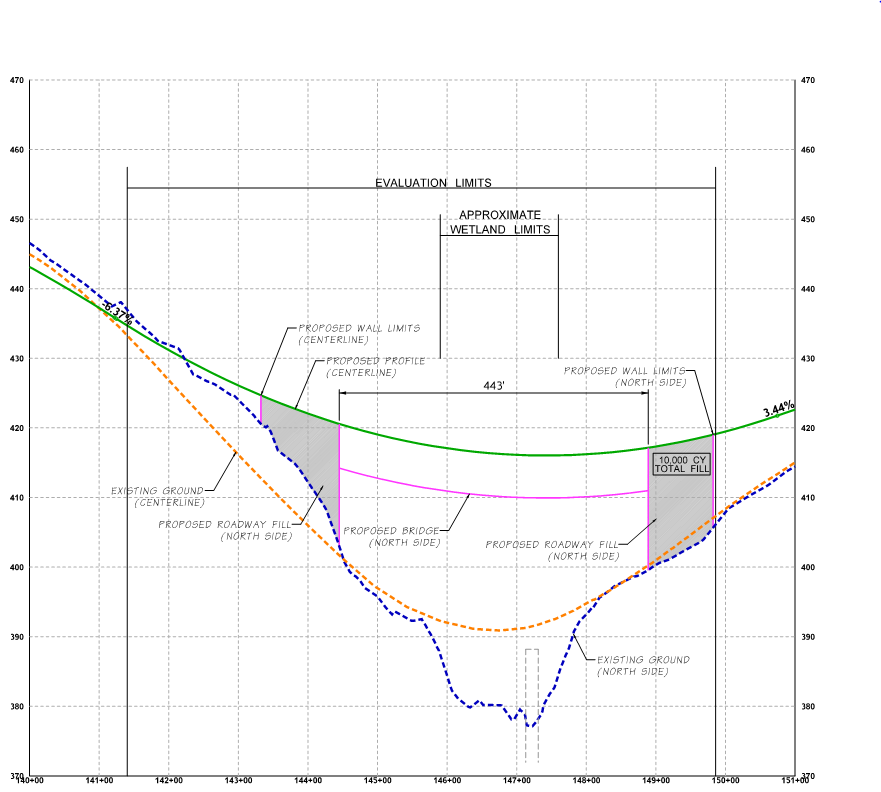 470
470
460
460
EVALUATION LIMITS
450
450
APPROXIMATE
WETLAND LIMITS
440
440
-6.37%
PROPOSED WALL LIMITS
(CENTERLINE)
430
430
PROPOSED PROFILE
(CENTERLINE)
PROPOSED WALL LIMITS
(NORTH SIDE)
443'
3.44%
420
420
10,000 CY
TOTAL FILL
EXISTING GROUND
(CENTERLINE)
410
410
PROPOSED ROADWAY FILL
(NORTH SIDE)
PROPOSED BRIDGE
(NORTH SIDE)
PROPOSED ROADWAY FILL
(NORTH SIDE)
400
400
390
390
EXISTING GROUND
(NORTH SIDE)
380
380
370
370
140+00 141+00 142+00 143+00 144+00 145+00 146+00 147+00 148+00 149+00 150+00 151+00